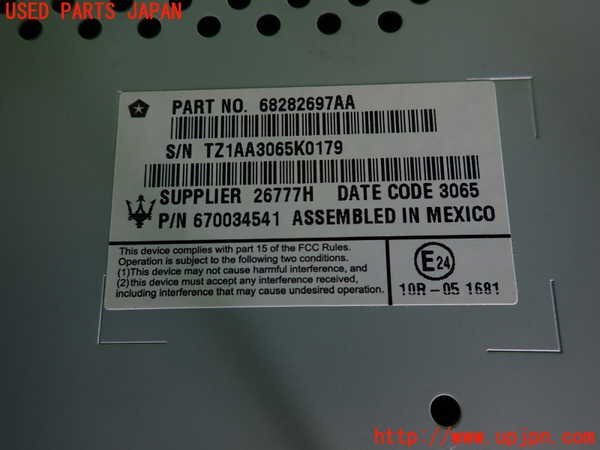 USED PARTS JAPAN
PART NO. 68282697AA
S/N TZ1AA3065K0179
SUPPLIER 26777H DATE CODE 3065
P/N 670034541 ASSEMBLED IN MEXICO
This device complies with part 15 of the FCC Rules.
Operation is subject to the following two conditions.
(1)This device may not cause harmful interference, and
(2)this device must accept any interference received,
including interference that may cause undesired operation.
E24
10R-05 1681
http://www.upjpn.com